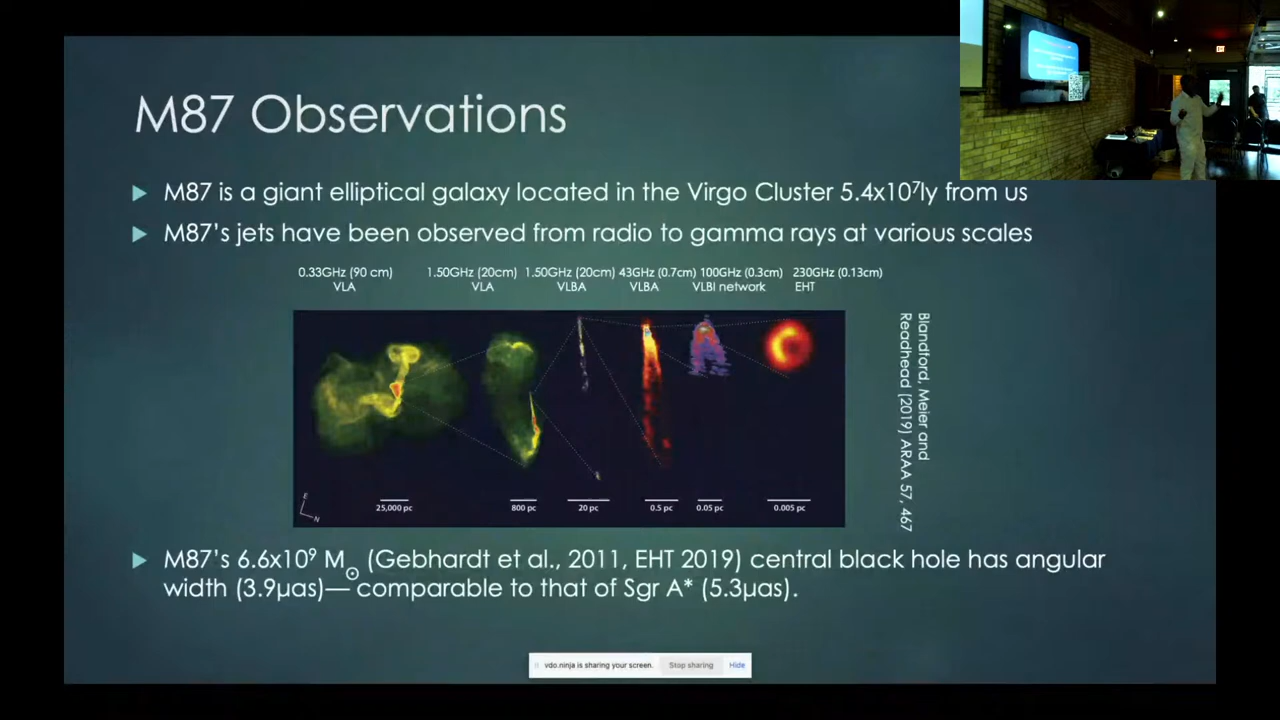 M87 Observations
M87 is a giant elliptical galaxy located in the Virgo Cluster 5.4x10⁷ly from us
M87's jets have been observed from radio to gamma rays at various scales
0.33GHz (90 cm) 1.50GHz (20cm) 1.50GHz (20cm) 43GHz (0.7cm) 100GHz (0.3cm) 230GHz (0.13cm)
VLA VLA VLBA VLBA VLBI network EHT
Blandford, Meier and
Readhead (2019) ARAA 57, 467
E
N
25,000 pc 800 pc 20 pc 0.5 pc 0.05 pc 0.005 pc
M87's 6.6x10⁹ M⊙ (Gebhardt et al., 2011, EHT 2019) central black hole has angular
width (3.9μas)— comparable to that of Sgr A* (5.3μas).
vdo.ninja is sharing your screen. Stop sharing Hide